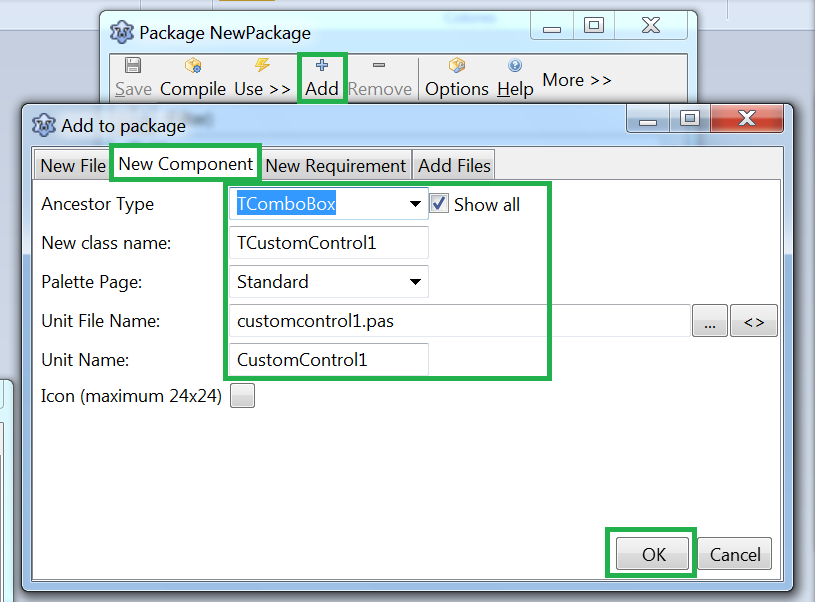 Package NewPackage
Save Compile Use >> Add Remove Options Help More >>
Add to package
New File New Component New Requirement Add Files
Ancestor Type TComboBox Show all
New class name: TCustomControl1
Palette Page: Standard
Unit File Name: customcontrol1.pas ... <>
Unit Name: CustomControl1
Icon (maximum 24x24)
OK Cancel